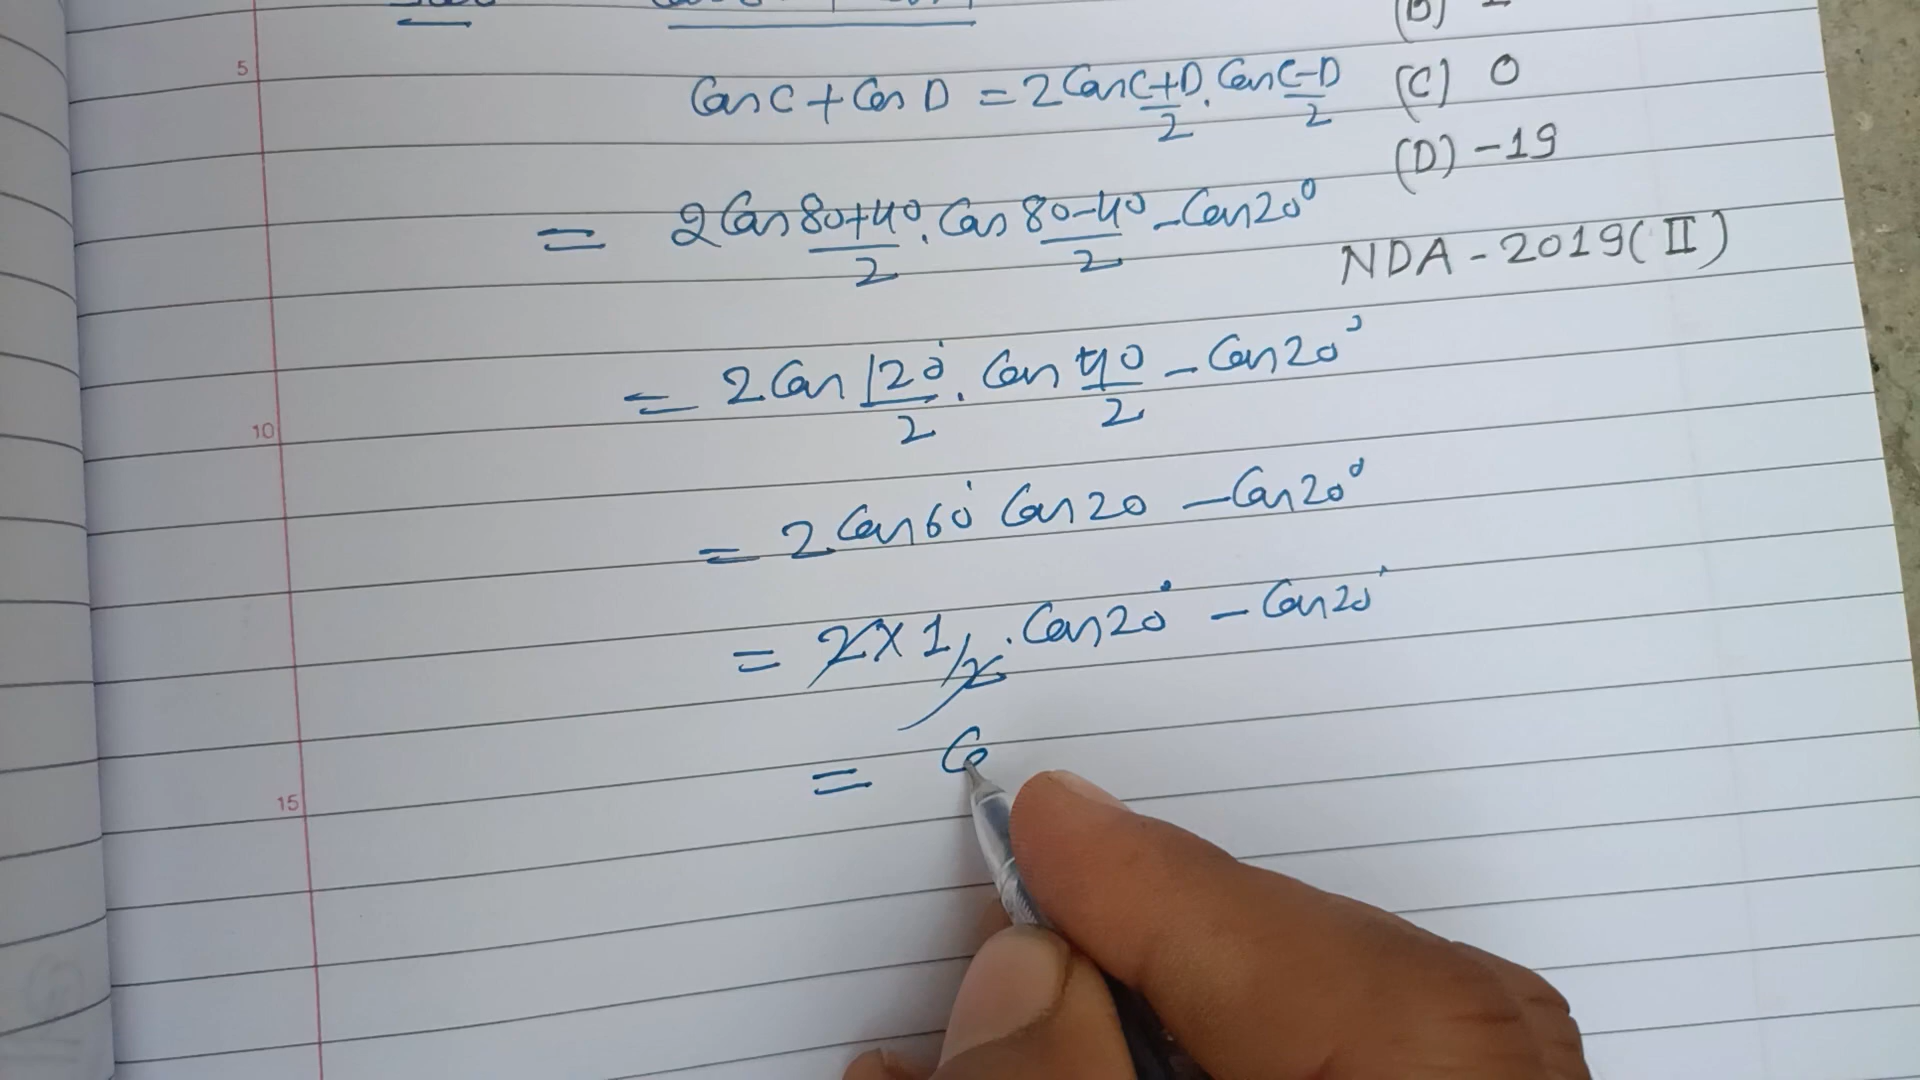 5
Cos C + Cos D = 2 Cos C+D/2 . Cos C-D/2
(C) 0
(D) -19
= 2 Cos 80+40/2 . Cos 80-40/2 - Cos 20°
NDA - 2019(II)
= 2 Cos 120°/2 . Cos 40/2 - Cos 20°
10
= 2 Cos 60° Cos 20 - Cos 20°
= 2 × 1/2 . Cos 20° - Cos 20°
= Co
15